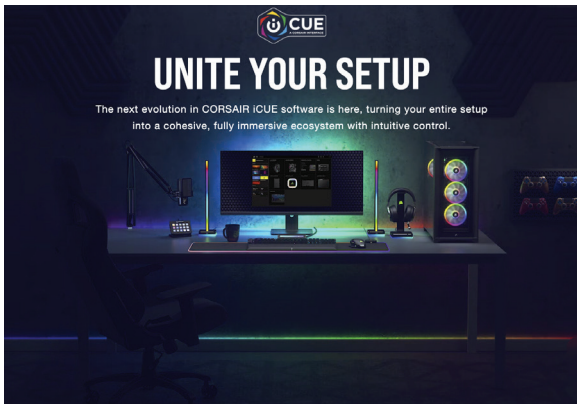 iCUE
A CORSAIR INTERFACE
UNITE YOUR SETUP
The next evolution in CORSAIR iCUE software is here, turning your entire setup
into a cohesive, fully immersive ecosystem with intuitive control.